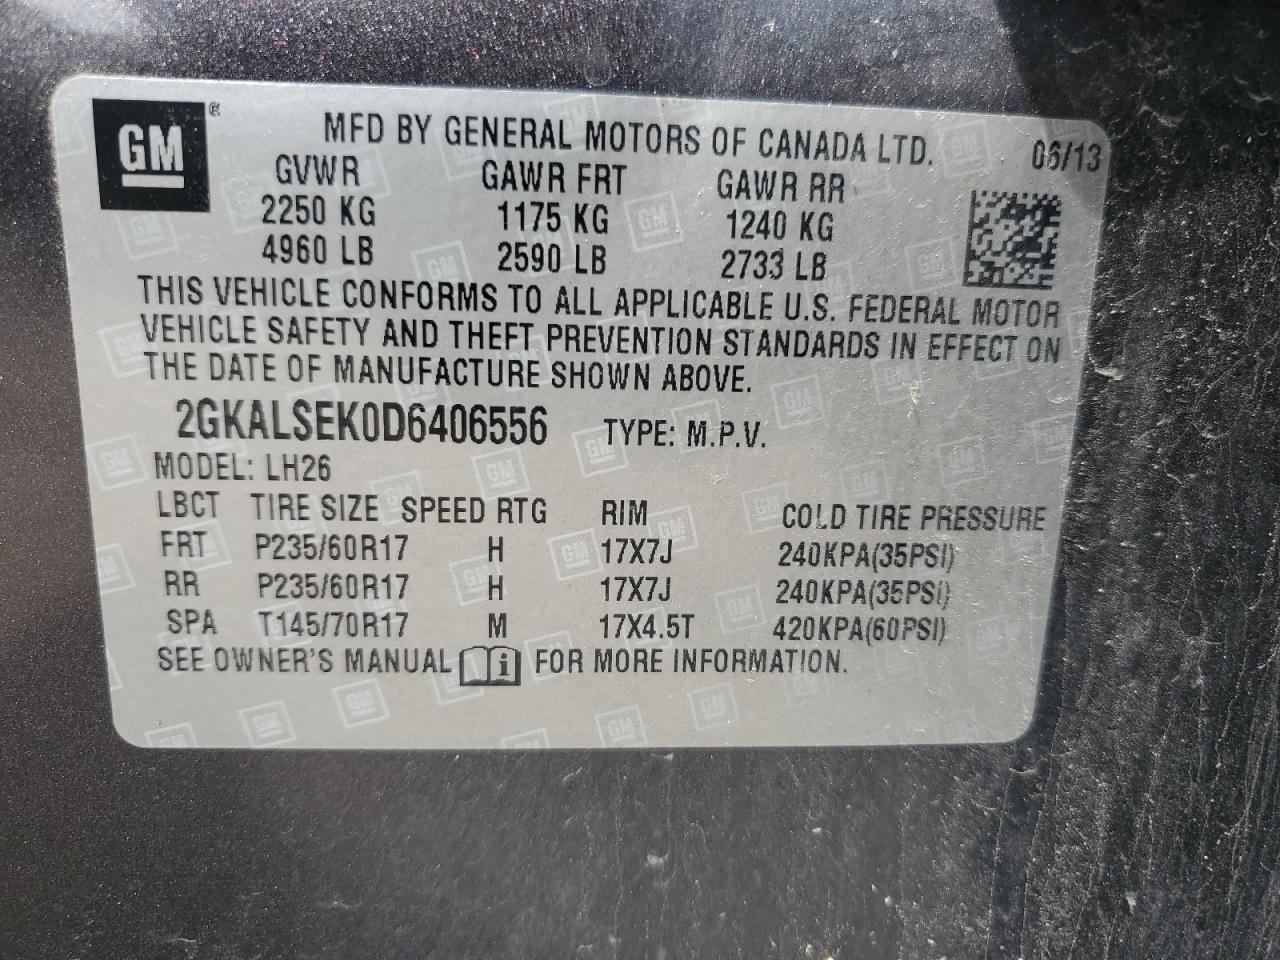 GM ®
MFD BY GENERAL MOTORS OF CANADA LTD. 06/13
GVWR GAWR FRT GAWR RR
2250 KG 1175 KG 1240 KG
4960 LB 2590 LB 2733 LB
THIS VEHICLE CONFORMS TO ALL APPLICABLE U.S. FEDERAL MOTOR
VEHICLE SAFETY AND THEFT PREVENTION STANDARDS IN EFFECT ON
THE DATE OF MANUFACTURE SHOWN ABOVE.
2GKALSEK0D6406556 TYPE: M.P.V.
MODEL: LH26
LBCT TIRE SIZE SPEED RTG RIM COLD TIRE PRESSURE
FRT P235/60R17 H 17X7J 240KPA(35PSI)
RR P235/60R17 H 17X7J 240KPA(35PSI)
SPA T145/70R17 M 17X4.5T 420KPA(60PSI)
SEE OWNER'S MANUAL i FOR MORE INFORMATION.